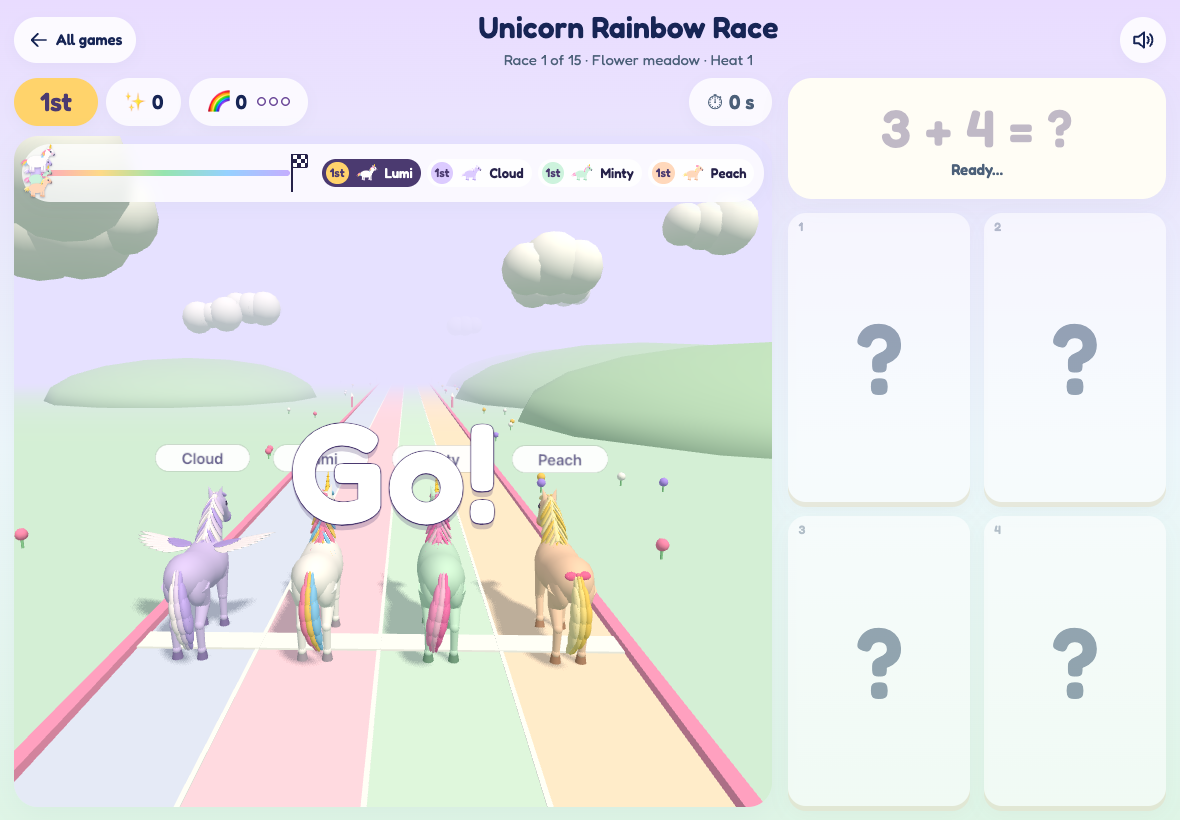 All games
Unicorn Rainbow Race
Race 1 of 15 · Flower meadow · Heat 1
1st
0
0
0 s
1st Lumi
1st Cloud
1st Minty
1st Peach
3 + 4 = ?
Ready...
1
?
2
?
Cloud
Go!
Peach
3
?
4
?